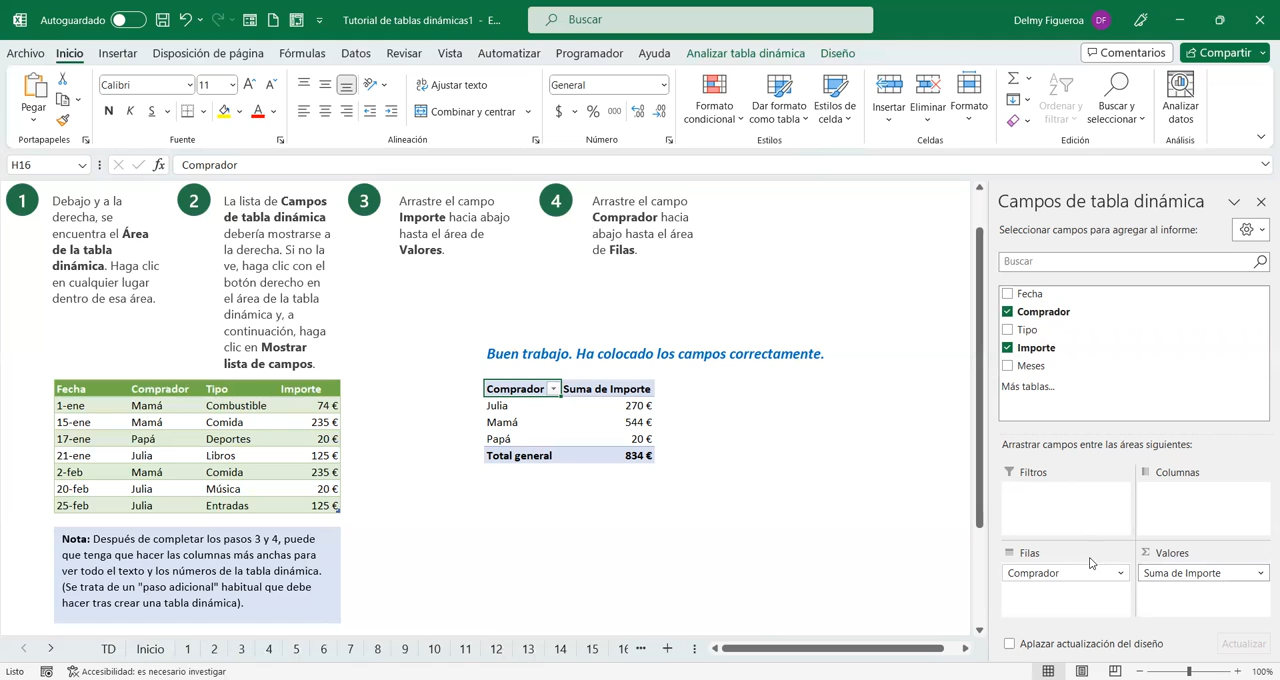 Autoguardado
Tutorial de tablas dinámicas1 - E...
Buscar
Delmy Figueroa DF
Archivo Inicio Insertar Disposición de página Fórmulas Datos Revisar Vista Automatizar Programador Ayuda Analizar tabla dinámica Diseño Comentarios Compartir
Pegar
Portapapeles
Calibri 11
N K S
Fuente
Ajustar texto
Combinar y centrar
Alineación
General
$ % 000
Número
Formato condicional
Dar formato como tabla
Estilos de celda
Estilos
Insertar Eliminar Formato
Celdas
Ordenar y filtrar
Buscar y seleccionar
Edición
Analizar datos
Análisis
H16 fx Comprador
1
Debajo y a la
derecha, se
encuentra el Área
de la tabla
dinámica. Haga clic
en cualquier lugar
dentro de esa área.
2
La lista de Campos
de tabla dinámica
debería mostrarse a
la derecha. Si no la
ve, haga clic con el
botón derecho en
el área de la tabla
dinámica y, a
continuación, haga
clic en Mostrar
lista de campos.
3
Arrastre el campo
Importe hacia abajo
hasta el área de
Valores.
4
Arrastre el campo
Comprador hacia
abajo hasta el área
de Filas.
Buen trabajo. Ha colocado los campos correctamente.
Fecha Comprador Tipo Importe
1-ene Mamá Combustible 74 €
15-ene Mamá Comida 235 €
17-ene Papá Deportes 20 €
21-ene Julia Libros 125 €
2-feb Mamá Comida 235 €
20-feb Julia Música 20 €
25-feb Julia Entradas 125 €
Comprador Suma de Importe
Julia 270 €
Mamá 544 €
Papá 20 €
Total general 834 €
Nota: Después de completar los pasos 3 y 4, puede
que tenga que hacer las columnas más anchas para
ver todo el texto y los números de la tabla dinámica.
(Se trata de un "paso adicional" habitual que debe
hacer tras crear una tabla dinámica).
Campos de tabla dinámica
Seleccionar campos para agregar al informe:
Buscar
Fecha
Comprador
Tipo
Importe
Meses
Más tablas...
Arrastrar campos entre las áreas siguientes:
Filtros Columnas
Filas Σ Valores
Comprador Suma de Importe
Aplazar actualización del diseño Actualizar
TD Inicio 1 2 3 4 5 6 7 8 9 10 11 12 13 14 15 16 ...
Listo Accesibilidad: es necesario investigar 100%